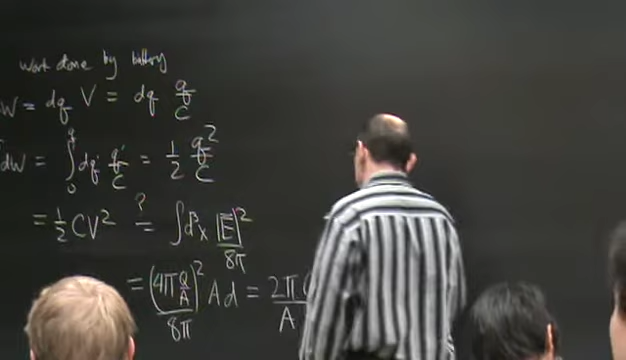 work done by battery
W = dq V = dq q/C
dW = ∫₀^q dq' q'/C = 1/2 q²/C
= 1/2 CV² ?= ∫d³x |E|²/8π
= (4π Q/A)²/8π Ad = 2π
A